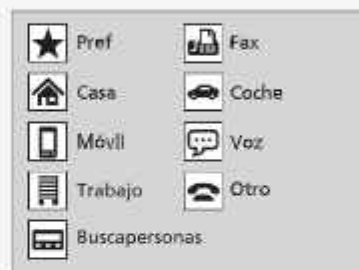 Pref
Fax
Casa
Coche
Móvil
Voz
Trabajo
Otro
Buscapersonas